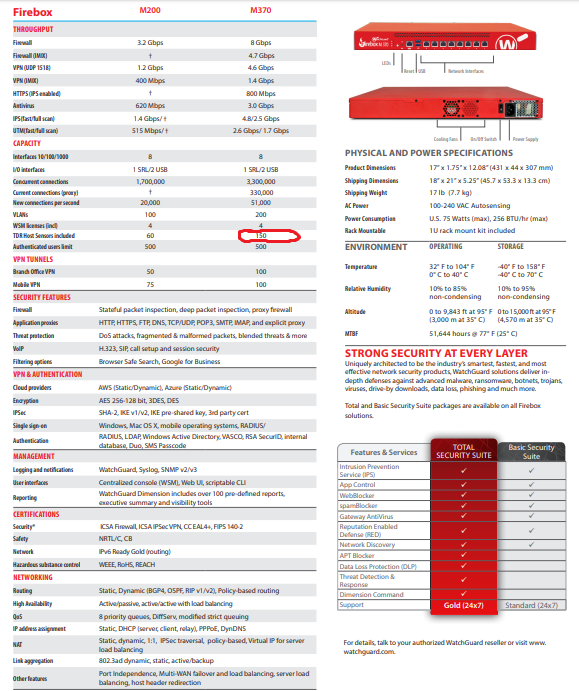 Firebox M200 M370
THROUGHPUT
Firewall 3.2 Gbps 8 Gbps
Firewall (IMIX) † 4.7 Gbps
VPN (UDP 1518) 1.2 Gbps 4.6 Gbps
VPN (IMIX) 400 Mbps 1.4 Gbps
HTTPS (IPS enabled) † 800 Mbps
Antivirus 620 Mbps 3.0 Gbps
IPS(fast/full scan) 1.4 Gbps/ † 4.8/2.5 Gbps
UTM(fast/full scan) 515 Mbps/ † 2.6 Gbps/ 1.7 Gbps
CAPACITY
Interfaces 10/100/1000 8 8
I/O interfaces 1 SRL/2 USB 1 SRL/2 USB
Concurrent connections 1,700,000 3,300,000
Current connections (proxy) † 330,000
New connections per second 20,000 51,000
VLANs 100 200
WSM licenses (incl) 4 4
TDR Host Sensors included 60 150
Authenticated users limit 500 500
VPN TUNNELS
Branch Office VPN 50 100
Mobile VPN 75 100
SECURITY FEATURES
Firewall Stateful packet inspection, deep packet inspection, proxy firewall
Application proxies HTTP, HTTPS, FTP, DNS, TCP/UDP, POP3, SMTP, IMAP, and explicit proxy
Threat protection DoS attacks, fragmented & malformed packets, blended threats & more
VoIP H.323, SIP, call setup and session security
Filtering options Browser Safe Search, Google for Business
VPN & AUTHENTICATION
Cloud providers AWS (Static/Dynamic), Azure (Static/Dynamic)
Encryption AES 256-128 bit, 3DES, DES
IPSec SHA-2, IKE v1/v2, IKE pre-shared key, 3rd party cert
Single sign-on Windows, Mac OS X, mobile operating systems, RADIUS/
Authentication RADIUS, LDAP, Windows Active Directory, VASCO, RSA SecurID, internal
database, Duo, SMS Passcode
MANAGEMENT
Logging and notifications WatchGuard, Syslog, SNMP v2/v3
User interfaces Centralized console (WSM), Web UI, scriptable CLI
Reporting WatchGuard Dimension includes over 100 pre-defined reports,
executive summary and visibility tools
CERTIFICATIONS
Security* ICSA Firewall, ICSA IPSec VPN, CC EAL4+, FIPS 140-2
Safety NRTL/C, CB
Network IPv6 Ready Gold (routing)
Hazardous substance control WEEE, RoHS, REACH
NETWORKING
Routing Static, Dynamic (BGP4, OSPF, RIP v1/v2), Policy-based routing
High Availability Active/passive, active/active with load balancing
QoS 8 priority queues, DiffServ, modified strict queuing
IP address assignment Static, DHCP (server, client, relay), PPPoE, DynDNS
NAT Static, dynamic, 1:1, IPSec traversal, policy-based, Virtual IP for server
load balancing
Link aggregation 802.3ad dynamic, static, active/backup
Other features Port Independence, Multi-WAN failover and load balancing, server load
balancing, host header redirection
W
LEDs
Reset USB Network Interfaces
Cooling Fans On/Off Switch Power Supply
PHYSICAL AND POWER SPECIFICATIONS
Product Dimensions 17" x 1.75" x 12.08" (431 x 44 x 307 mm)
Shipping Dimensions 18" x 21" x 5.25" (45.7 x 53.3 x 13.3 cm)
Shipping Weight 17 lb (7.7 kg)
AC Power 100-240 VAC Autosensing
Power Consumption U.S. 75 Watts (max), 256 BTU/hr (max)
Rack Mountable 1U rack mount kit included
ENVIRONMENT OPERATING STORAGE
Temperature 32° F to 104° F -40° F to 158° F
0° C to 40° C -40° C to 70° C
Relative Humidity 10% to 85% 10% to 95%
non-condensing non-condensing
Altitude 0 to 9,843 ft at 95° F 0 to 15,000 ft at 95° F
(3,000 m at 35° C) (4,570 m at 35° C)
MTBF 51,644 hours @ 77° F (25° C)
STRONG SECURITY AT EVERY LAYER
Uniquely architected to be the industry's smartest, fastest, and most
effective network security products, WatchGuard solutions deliver in-
depth defenses against advanced malware, ransomware, botnets, trojans,
viruses, drive-by downloads, data loss, phishing and much more.
Total and Basic Security Suite packages are available on all Firebox
solutions.
Features & Services TOTAL SECURITY SUITE Basic Security Suite
Intrusion Prevention Service (IPS) ✓ ✓
App Control ✓ ✓
WebBlocker ✓ ✓
spamBlocker ✓ ✓
Gateway AntiVirus ✓ ✓
Reputation Enabled Defense (RED) ✓ ✓
Network Discovery ✓ ✓
APT Blocker ✓
Data Loss Protection (DLP) ✓
Threat Detection & Response ✓
Dimension Command ✓
Support Gold (24x7) Standard (24x7)
For details, talk to your authorized WatchGuard reseller or visit www.
watchguard.com.